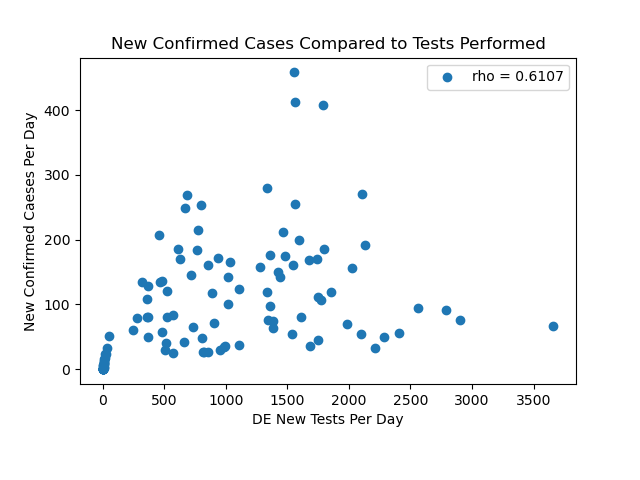 New Confirmed Cases Compared to Tests Performed
rho = 0.6107
New Confirmed Caeses Per Day
400
300
200
100
0
0 500 1000 1500 2000 2500 3000 3500
DE New Tests Per Day